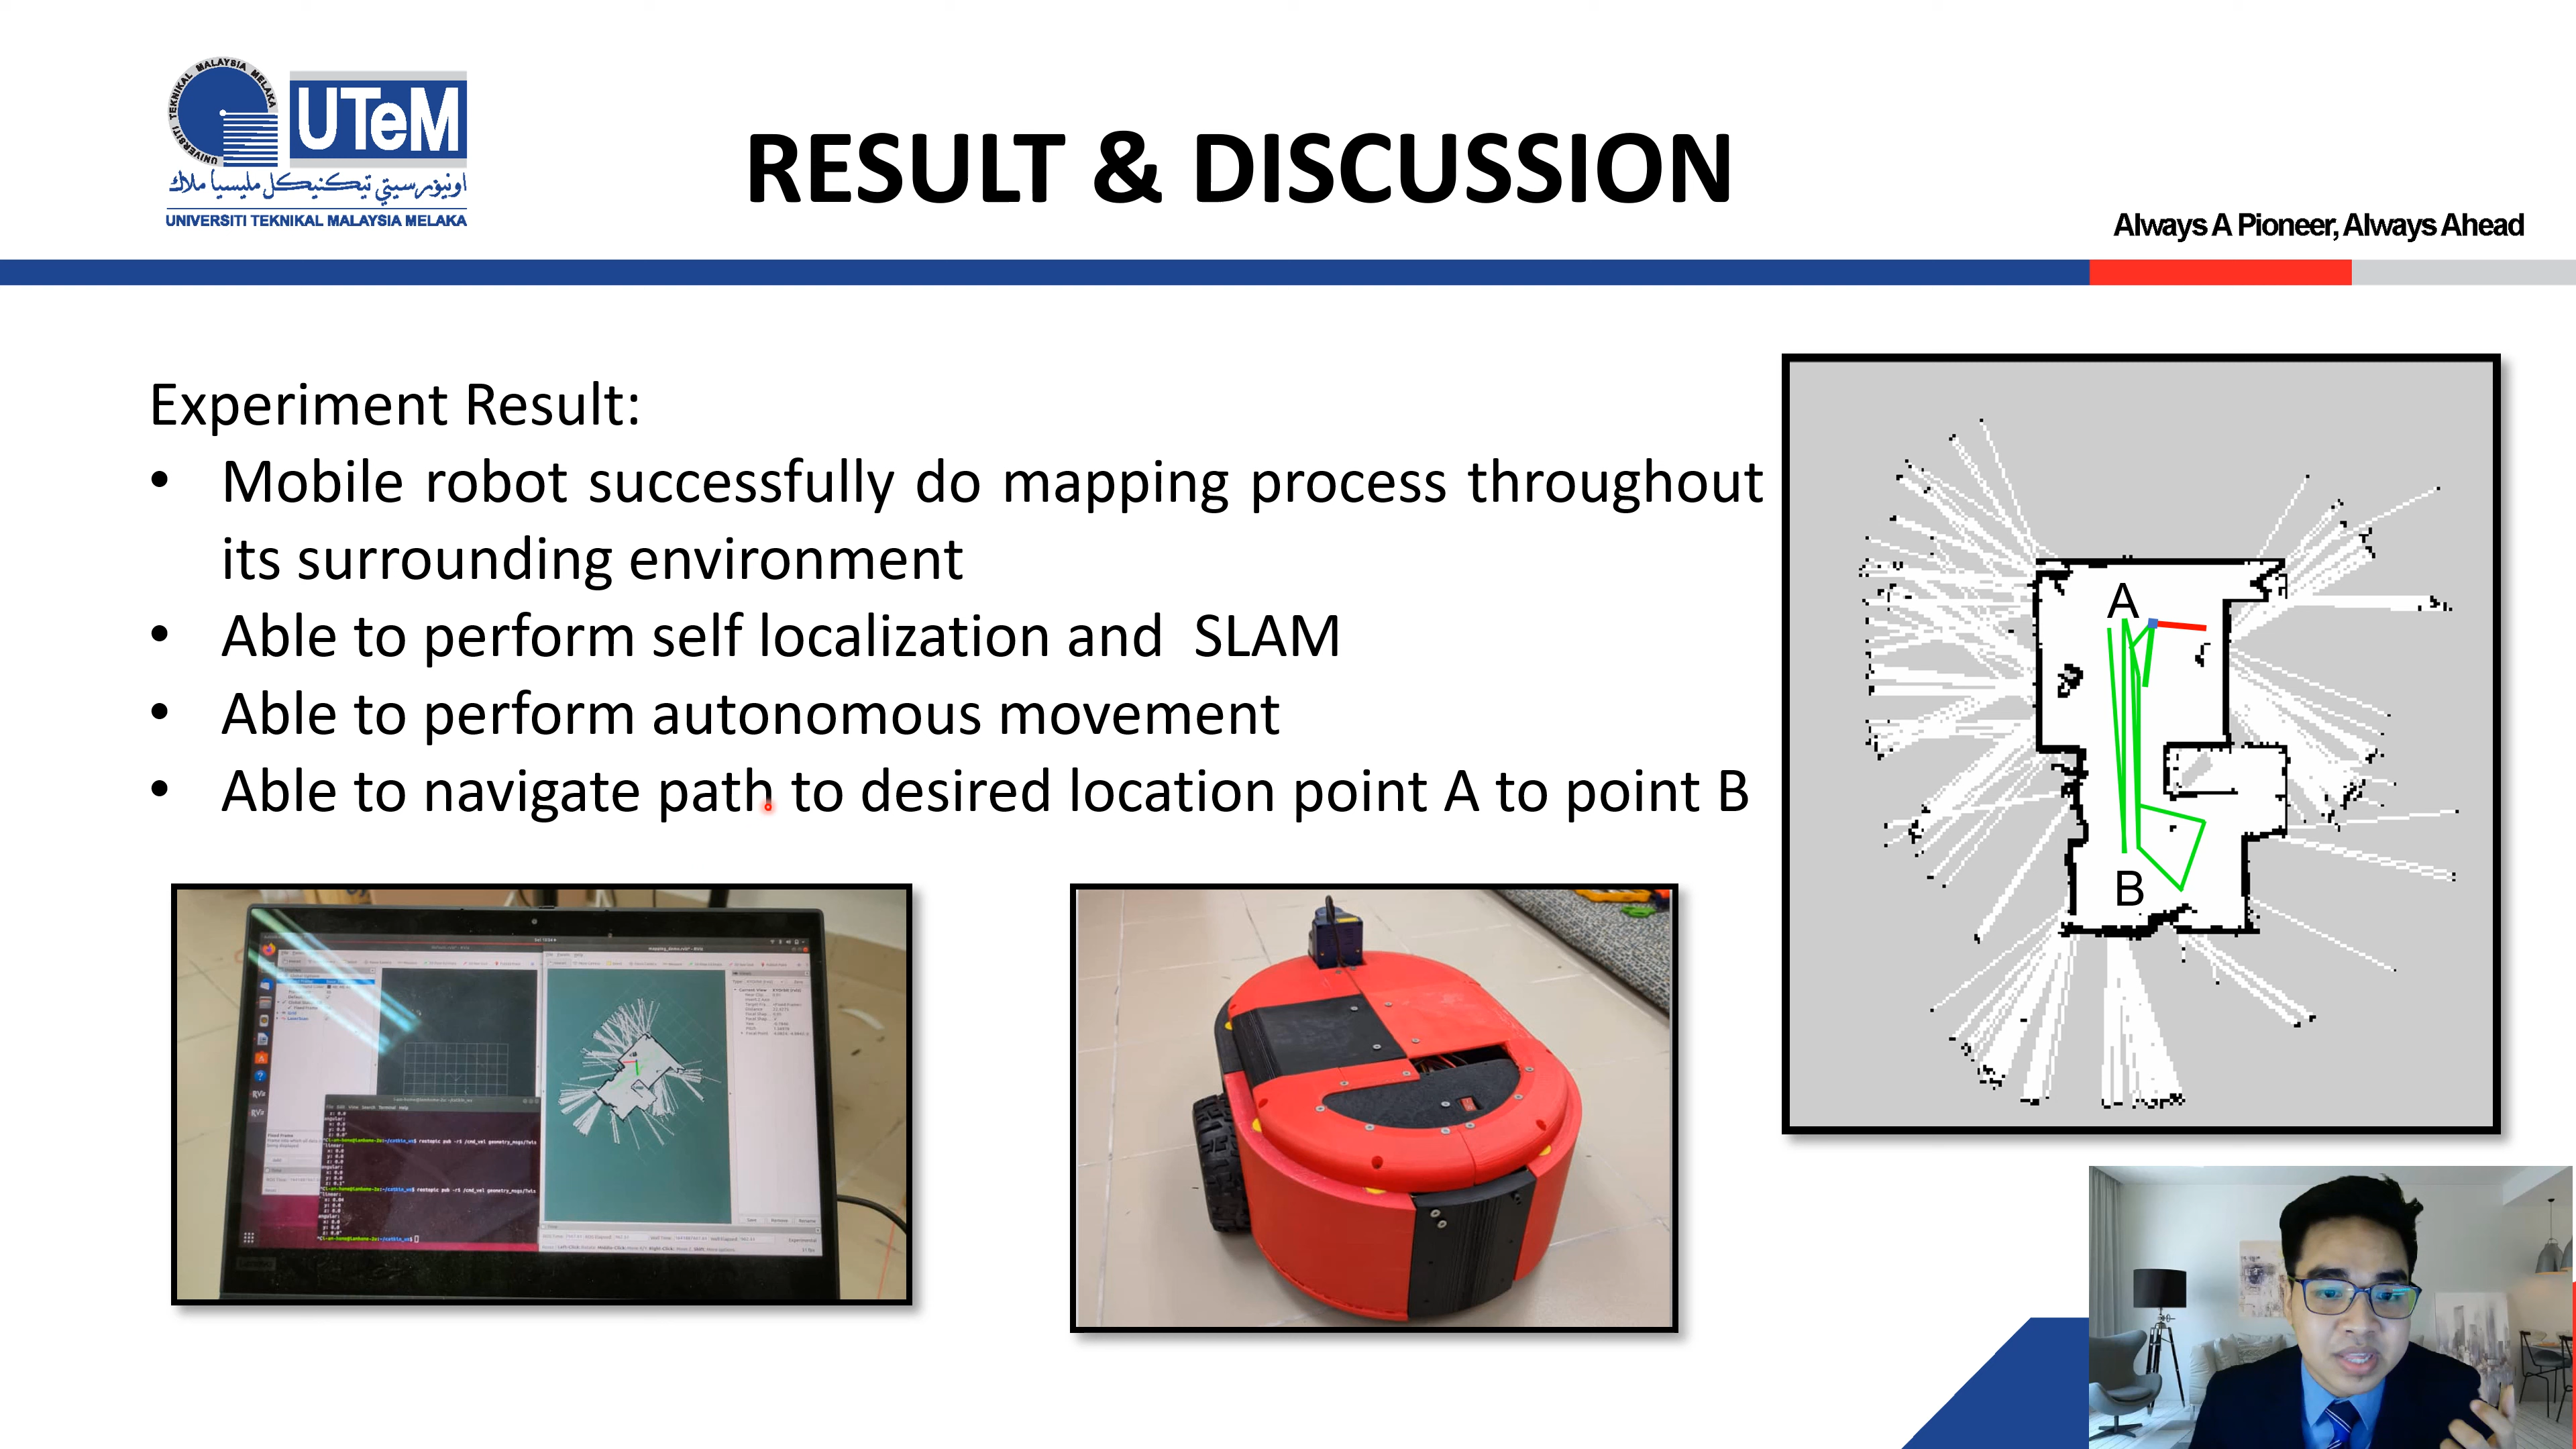 UNIVERSITI TEKNIKAL MALAYSIA MELAKA
UTeM
اونيۏرسيتي تيكنيكل مليسيا ملاك
UNIVERSITI TEKNIKAL MALAYSIA MELAKA
RESULT & DISCUSSION
Always A Pioneer, Always Ahead
Experiment Result:
• Mobile robot successfully do mapping process throughout
its surrounding environment
• Able to perform self localization and SLAM
• Able to perform autonomous movement
• Able to navigate path to desired location point A to point B
A
B